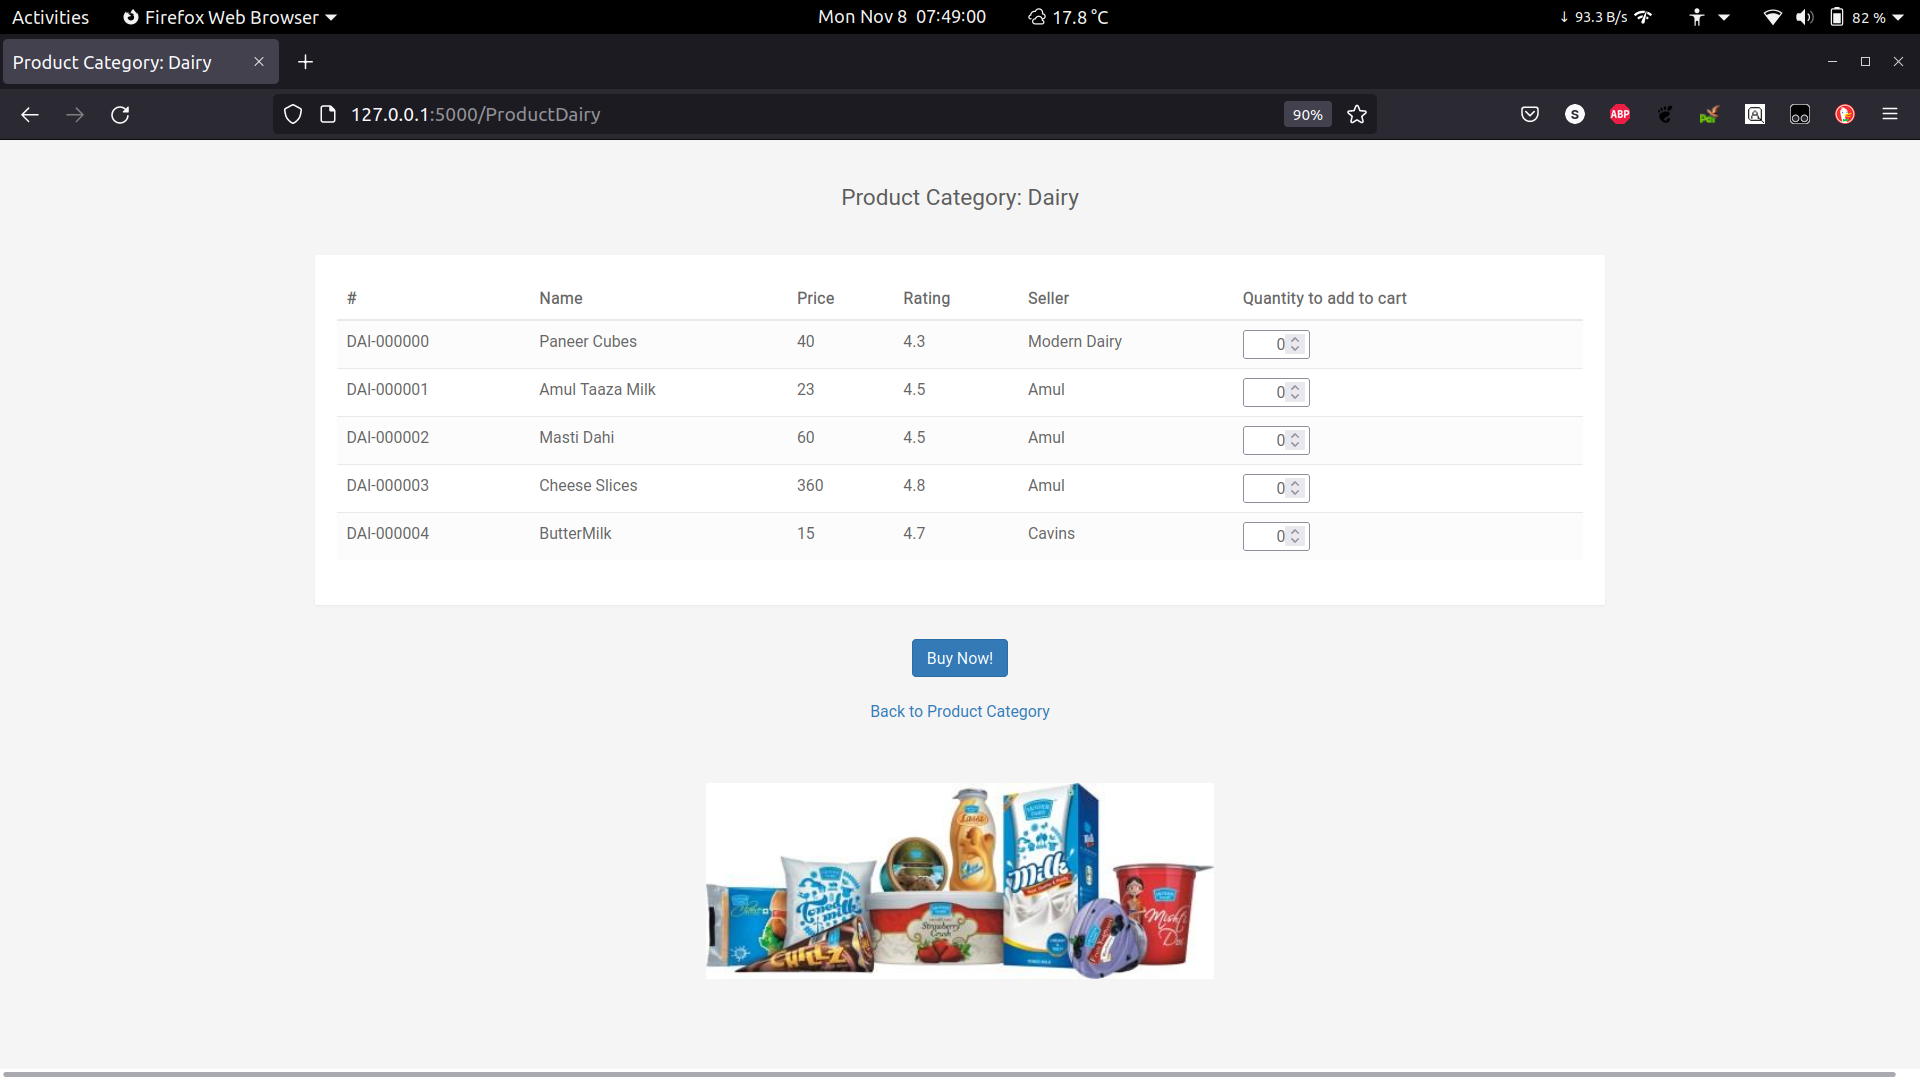 Activities Firefox Web Browser Mon Nov 8 07:49:00 17.8 °C ↓ 93.3 B/s 82 %
Product Category: Dairy
127.0.0.1:5000/ProductDairy 90% S ABP
Product Category: Dairy
# Name Price Rating Seller Quantity to add to cart
DAI-000000 Paneer Cubes 40 4.3 Modern Dairy 0
DAI-000001 Amul Taaza Milk 23 4.5 Amul 0
DAI-000002 Masti Dahi 60 4.5 Amul 0
DAI-000003 Cheese Slices 360 4.8 Amul 0
DAI-000004 ButterMilk 15 4.7 Cavins 0
Buy Now!
Back to Product Category
Lassi
Milk
Toned milk
Strawberry Crush
Mishti Doi
CHILLZ